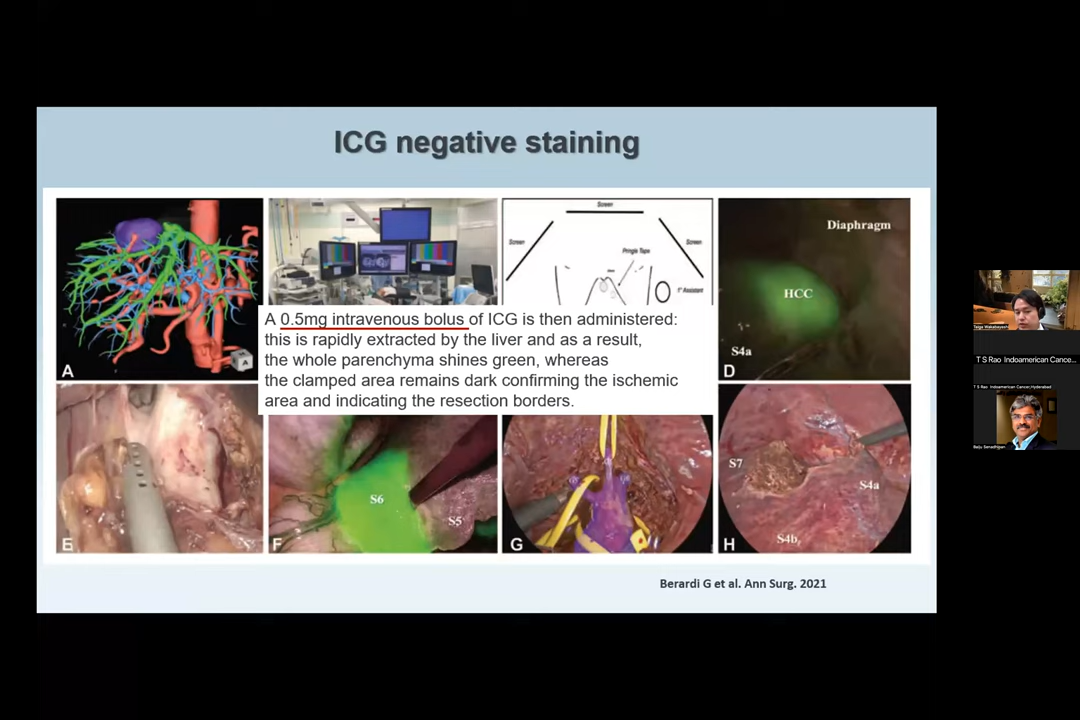 ICG negative staining
Screen
Screen
Screen
Pringle Tape
1° Assistant
Diaphragm
HCC
S4a
A
D
A 0.5mg intravenous bolus of ICG is then administered:
this is rapidly extracted by the liver and as a result,
the whole parenchyma shines green, whereas
the clamped area remains dark confirming the ischemic
area and indicating the resection borders.
S6
S5
S7
S4a
S4b
E
F
G
H
Berardi G et al. Ann Surg. 2021
Taiga Wakabayashi
T S Rao Indoamerican Cance...
T S Rao Indoamerican Cancer,Hyderabad